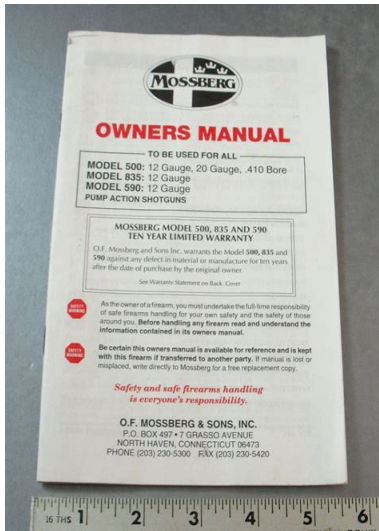 MOSSBERG
OWNERS MANUAL
TO BE USED FOR ALL
MODEL 500: 12 Gauge, 20 Gauge, .410 Bore
MODEL 835: 12 Gauge
MODEL 590: 12 Gauge
PUMP ACTION SHOTGUNS
MOSSBERG MODEL 500, 835 AND 590
TEN YEAR LIMITED WARRANTY
O.F. Mossberg and Sons Inc. warrants the Model 500, 835 and
590 against any defect in material or manufacture for ten years
after the date of purchase by the original owner.
See Warranty Statement on Back Cover
SAFETY
WARNING
As the owner of a firearm, you must undertake the full-time responsibility
of safe firearms handling for your own safety and the safety of those
around you. Before handling any firearm read and understand the
information contained in its owners manual.
SAFETY
WARNING
Be certain this owners manual is available for reference and is kept
with this firearm if transferred to another party. If manual is lost or
misplaced, write directly to Mossberg for a free replacement copy.
Safety and safe firearms handling
is everyone's responsibility.
O.F. MOSSBERG & SONS, INC.
P.O. BOX 497 • 7 GRASSO AVENUE
NORTH HAVEN, CONNECTICUT 06473
PHONE (203) 230-5300 FAX (203) 230-5420
16 THS 1 2 3 4 5 6